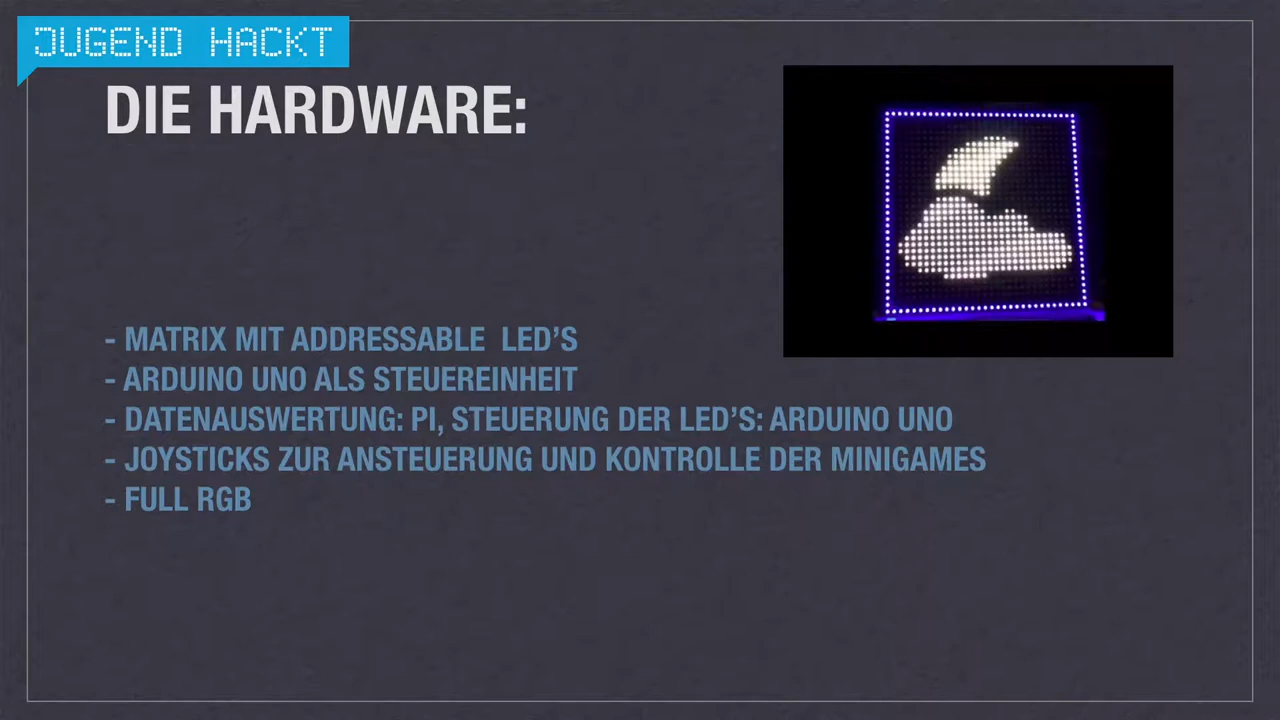 JUGEND HACKT
DIE HARDWARE:
- MATRIX MIT ADDRESSABLE LED’S
- ARDUINO UNO ALS STEUEREINHEIT
- DATENAUSWERTUNG: PI, STEUERUNG DER LED’S: ARDUINO UNO
- JOYSTICKS ZUR ANSTEUERUNG UND KONTROLLE DER MINIGAMES
- FULL RGB